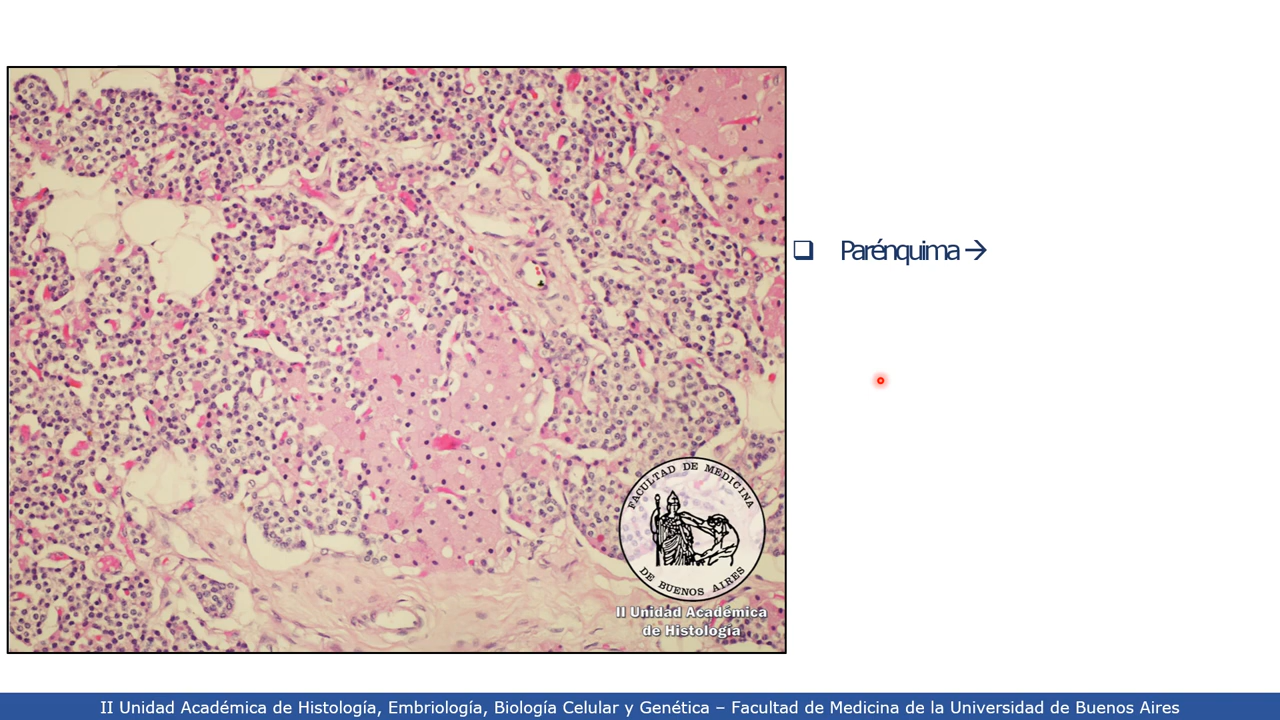 ❑ Parénquima →
FACULTAD DE MEDICINA
DE BUENOS AIRES
II Unidad Académica
de Histología
II Unidad Académica de Histología, Embriología, Biología Celular y Genética – Facultad de Medicina de la Universidad de Buenos Aires